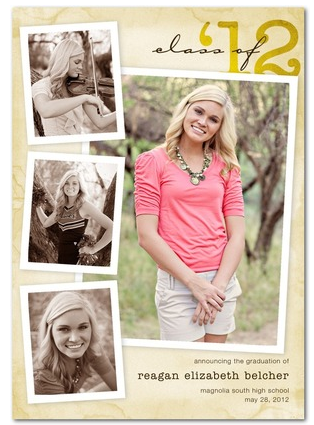 class of '12
announcing the graduation of
reagan elizabeth belcher
magnolia south high school
may 28, 2012